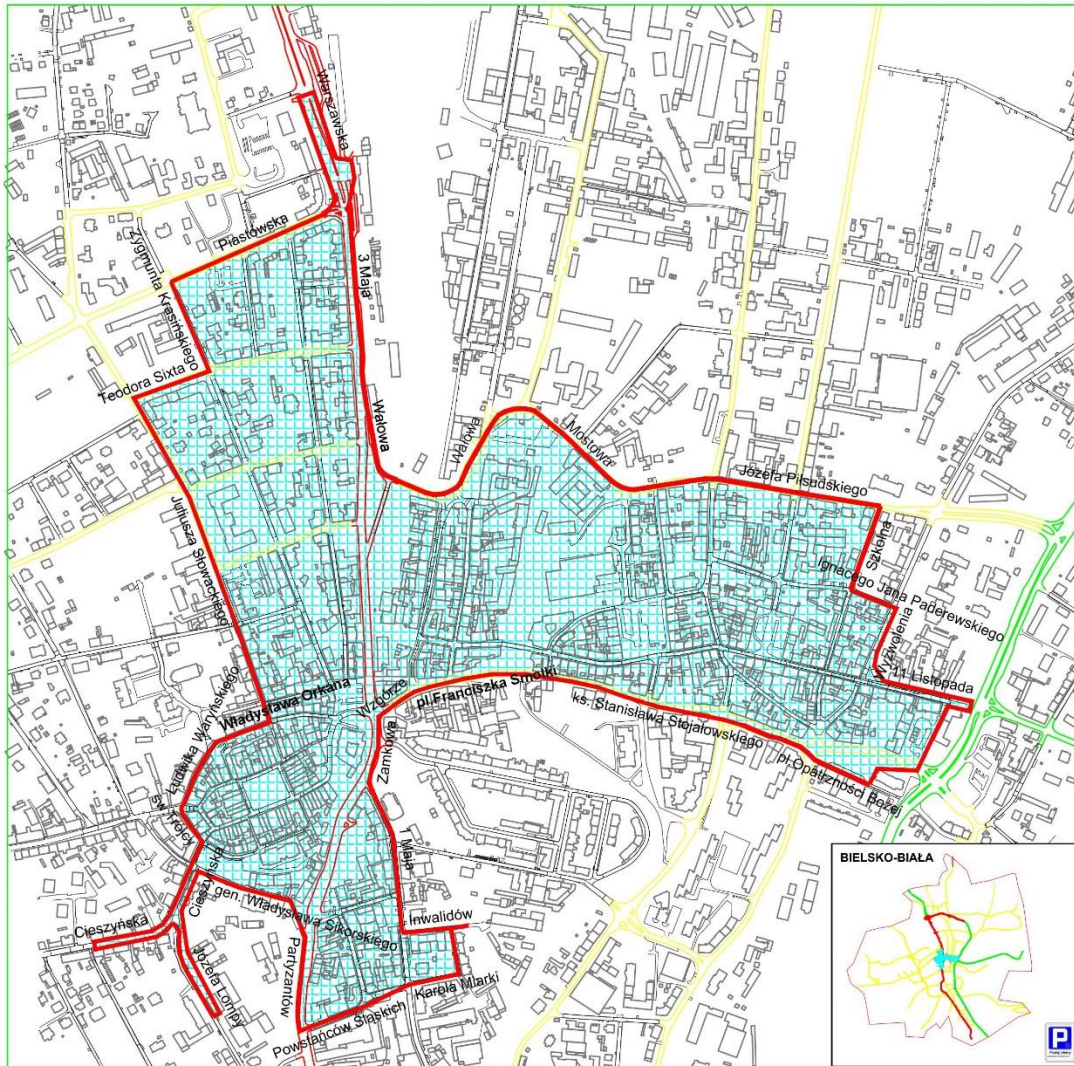 Warszawska
Piastowska
Zygmunta Krasińskiego
3 Maja
Teodora Sixta
Wałowa
Wałowa
Mostowa
Józefa Piłsudskiego
Juliusza Słowackiego
Szkolna
Ignacego Jana Paderewskiego
Wyzwolenia
11 Listopada
Władysława Orkana
Wzgórze
pl.Franciszka Smolki
ks. Stanisława Stojałowskiego
Ludwika Waryńskiego
Zamkowa
pl.Opatrzności Bożej
św. Trójcy
1 Maja
Cieszyńska
gen. Władysława Sikorskiego
Inwalidów
Cieszyńska
Józefa Lompy
Partyzantów
Karola Miarki
Powstańców Śląskich
BIELSKO-BIAŁA
P